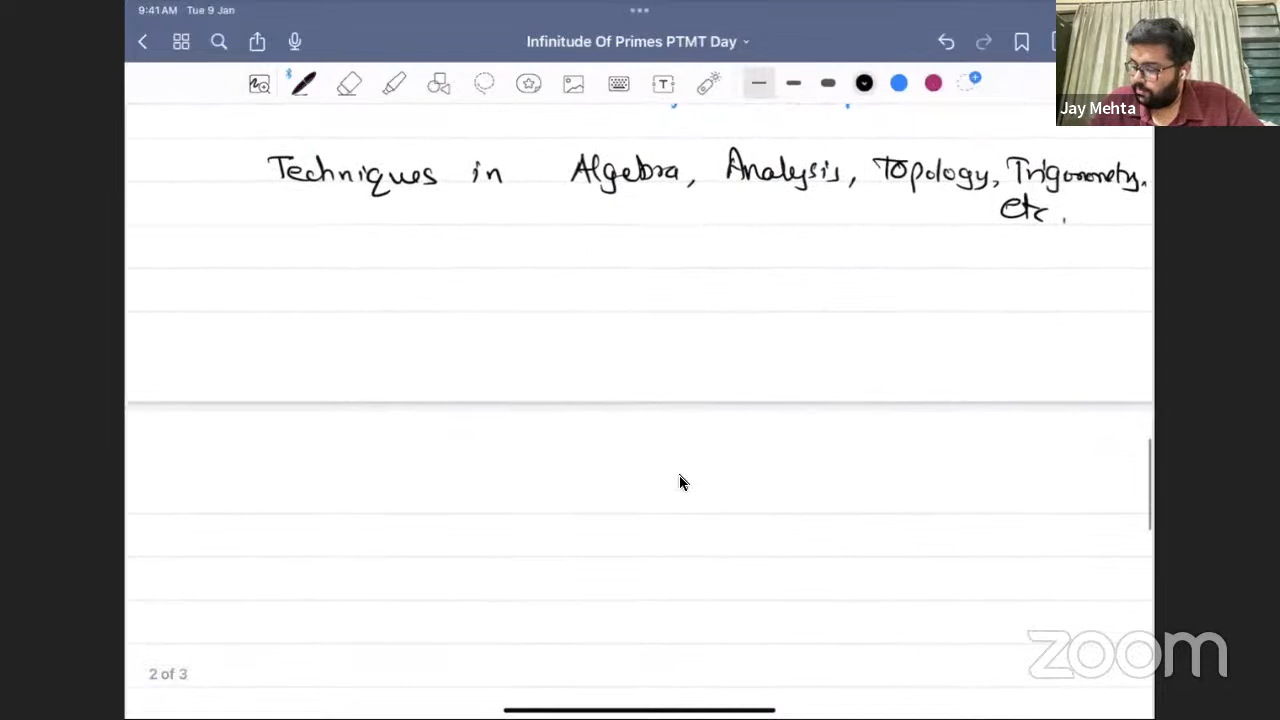 9:41 AM Tue 9 Jan
Infinitude Of Primes PTMT Day
T
Jay Mehta
Techniques in Algebra, Analysis, Topology, Trigonometry,
etc.
2 of 3
zoom